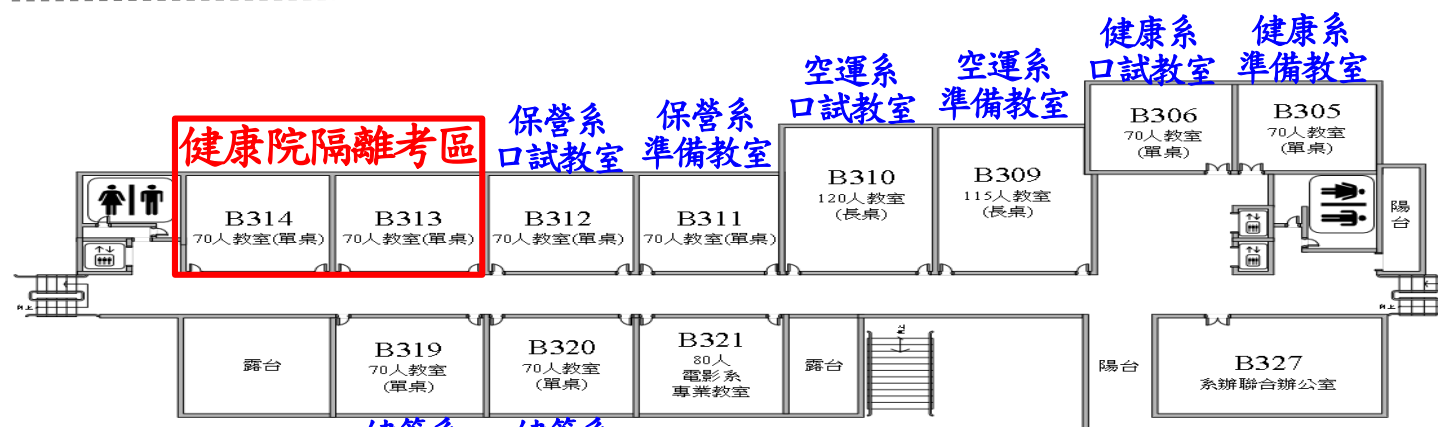 健康系
口試教室
健康系
準備教室
空運系
口試教室
空運系
準備教室
保營系
口試教室
保營系
準備教室
健康院隔離考區
B314
70人教室(單桌)
B313
70人教室(單桌)
B312
70人教室(單桌)
B311
70人教室(單桌)
B310
120人教室
(長桌)
B309
115人教室
(長桌)
B306
70人教室
(單桌)
B305
70人教室
(單桌)
陽台
向上
向上
露台
B319
70人教室
(單桌)
B320
70人教室
(單桌)
B321
80人
電影系
專業教室
露台
陽台
B327
系辦聯合辦公室